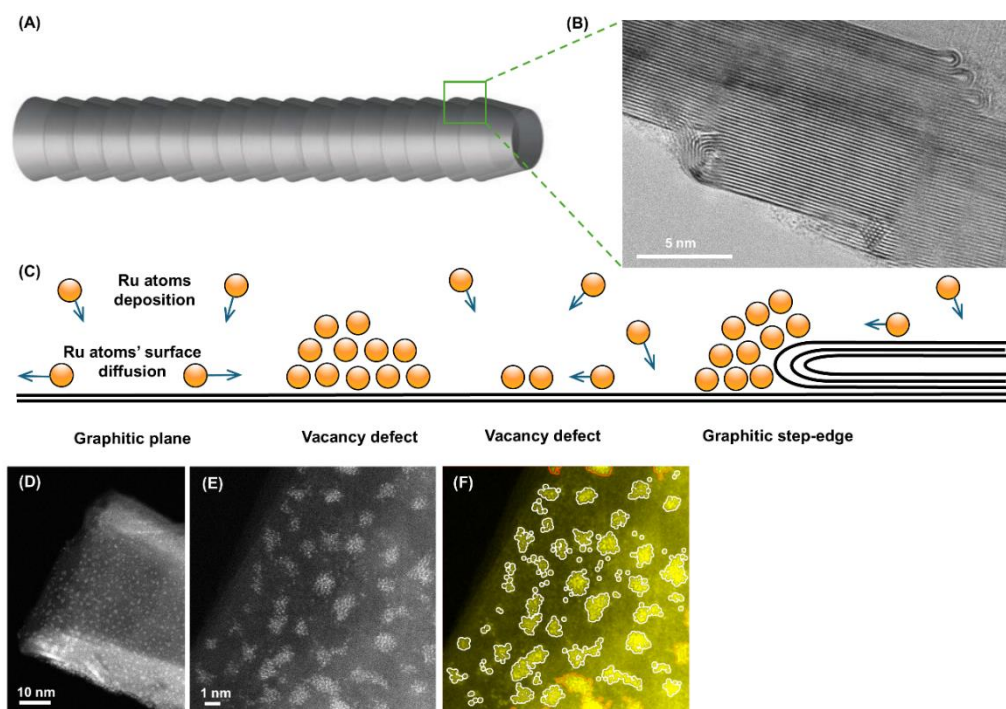 (A)
(B)
5 nm
(C)
Ru atoms
deposition
Ru atoms’ surface
diffusion
Graphitic plane
Vacancy defect
Vacancy defect
Graphitic step-edge
(D)
10 nm
(E)
1 nm
(F)